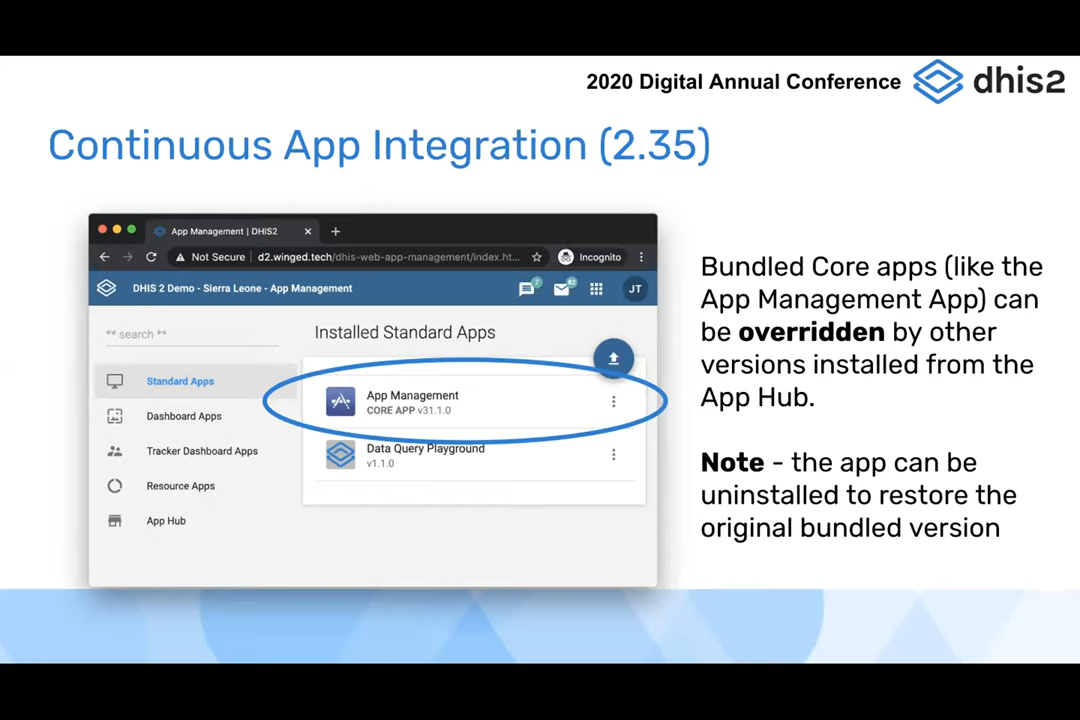 2020 Digital Annual Conference dhis2
Continuous App Integration (2.35)
App Management | DHIS2
Not Secure | d2.winged.tech/dhis-web-app-management/index.ht...
Incognito
DHIS 2 Demo - Sierra Leone - App Management
7
82
JT
** search **
Standard Apps
Dashboard Apps
Tracker Dashboard Apps
Resource Apps
App Hub
Installed Standard Apps
App Management
CORE APP v31.1.0
Data Query Playground
v1.1.0
Bundled Core apps (like the
App Management App) can
be overridden by other
versions installed from the
App Hub.
Note - the app can be
uninstalled to restore the
original bundled version